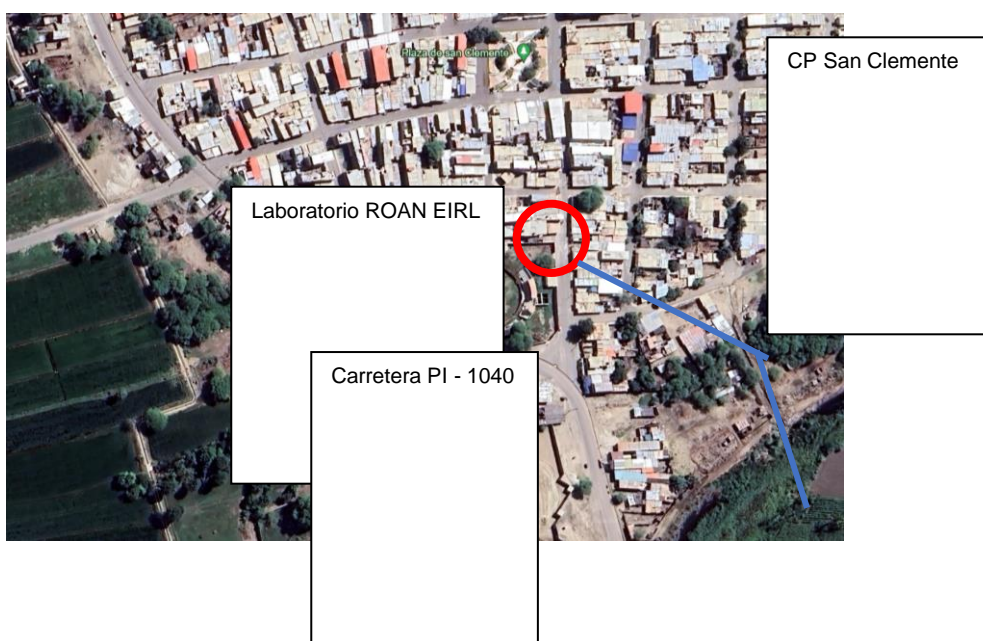 Plaza de san Clemente
CP San Clemente
Laboratorio ROAN EIRL
Carretera PI - 1040